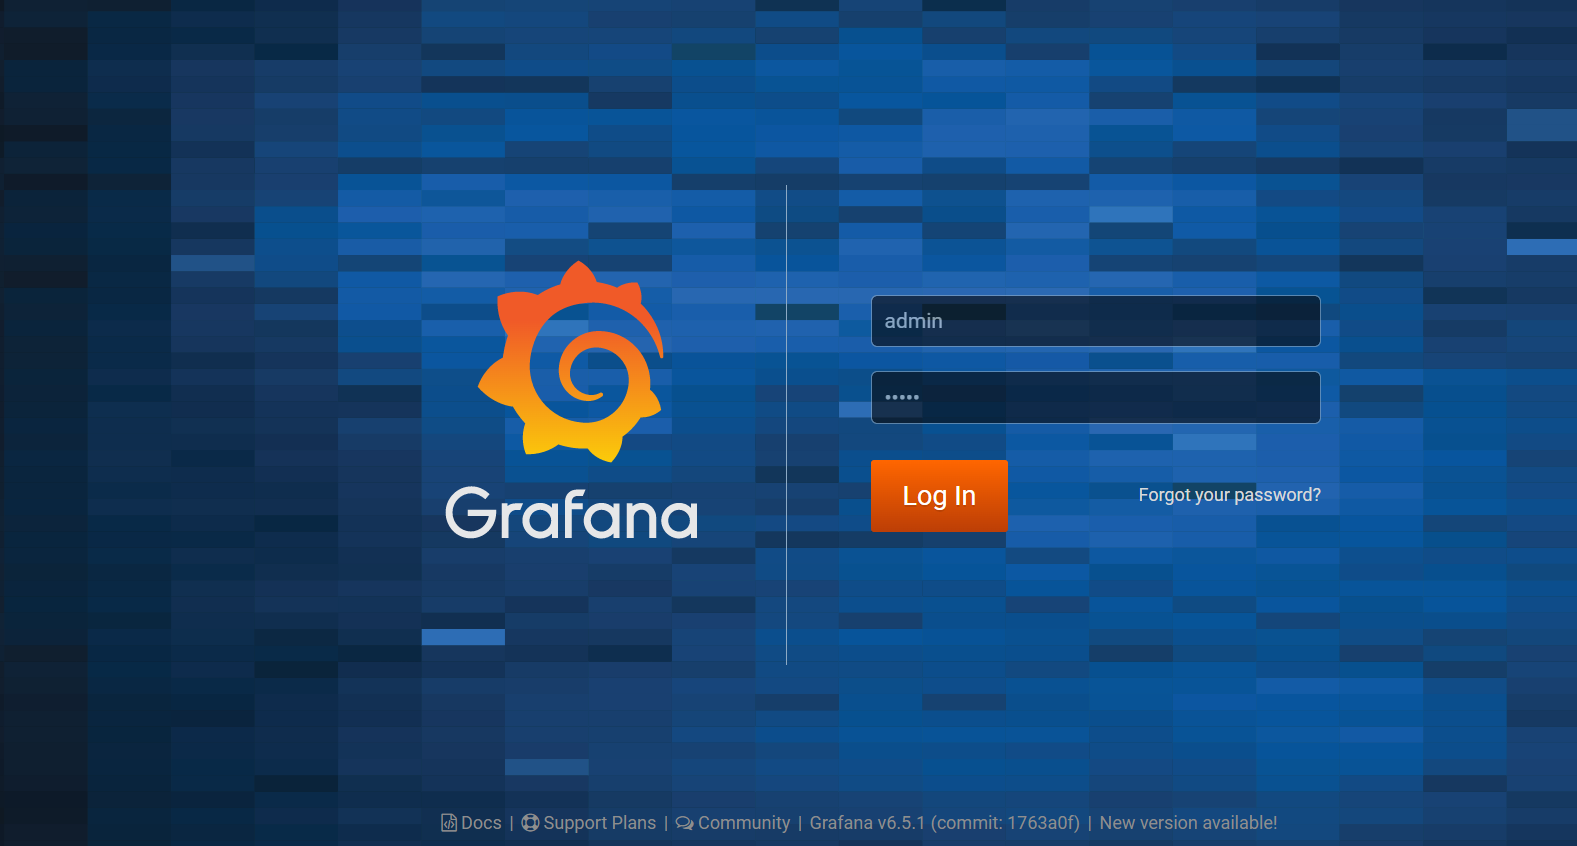 Grafana
admin
•••••
Log In
Forgot your password?
Docs | Support Plans | Community | Grafana v6.5.1 (commit: 1763a0f) | New version available!